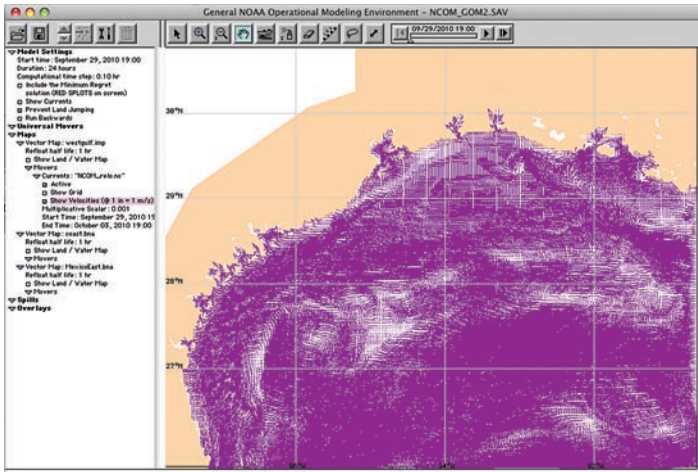 General NOAA Operational Modeling Environment - NCOM_GOM2.SAV
09/29/2010 19:00
Model Settings
Start time: September 29, 2010 19:00
Duration: 24 hours
Computational time step: 0.10 hr
Include the Minimum Regret
solution (RED SPLOTS on screen)
Show Currents
Prevent Land Jumping
Run Backwards
Universal Movers
Maps
Vector Map: westgulf.imp
Refloat half life: 1 hr
Show Land / Water Map
Movers
Currents: "NCOM_relo.nc"
Active
Show Grid
Show Velocities (@ 1 in = 1 m/s)
Multiplicative Scalar: 0.001
Start Time: September 29, 2010 19
End Time: October 03, 2010 19:00
Vector Map: coast.bna
Refloat half life: 1 hr
Show Land / Water Map
Movers
Vector Map: MexicoEast.bna
Refloat half life: 1 hr
Show Land / Water Map
Movers
Spills
Overlays
30°N
29°N
28°N
27°N